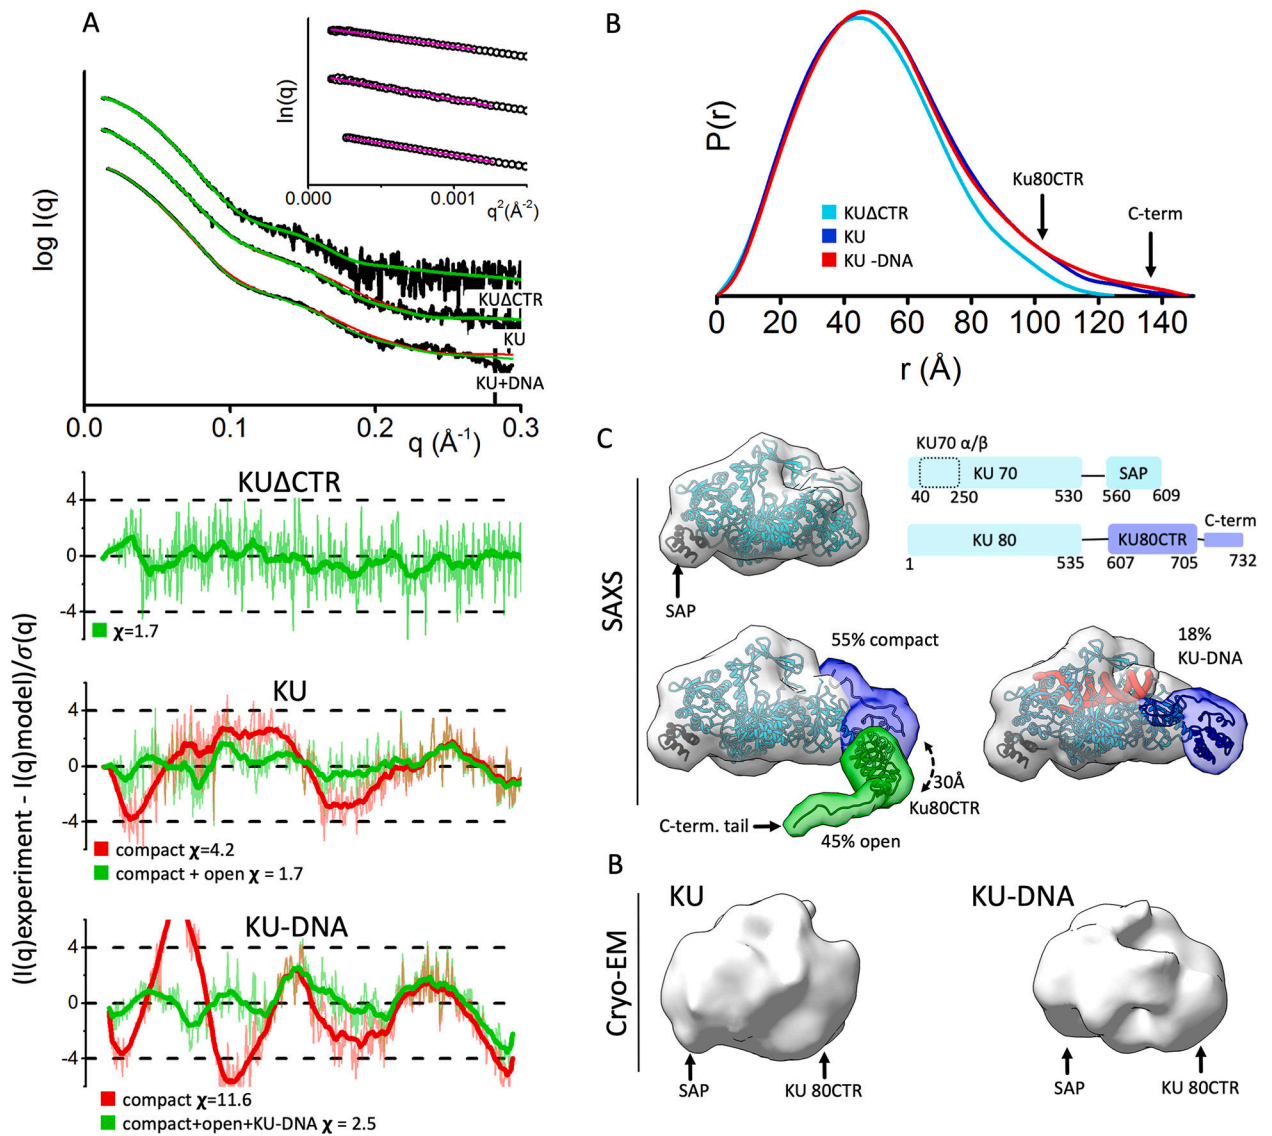 A
ln(q)
0.000
0.001
q²(Å⁻²)
log I(q)
KUΔCTR
KU
KU+DNA
0.0
0.1
0.2
0.3
q (Å⁻¹)
(I(q)experiment - I(q)model)/σ(q)
KUΔCTR
4
0
-4
χ=1.7
KU
4
0
-4
compact χ=4.2
compact + open χ = 1.7
KU-DNA
4
0
-4
compact χ=11.6
compact+open+KU-DNA χ = 2.5
B
P(r)
Ku80CTR
C-term
KUΔCTR
KU
KU -DNA
0 20 40 60 80 100 120 140
r (Å)
C
SAXS
SAP
KU70 α/β
KU 70
SAP
40 250 530 560 609
C-term
KU 80
KU80CTR
1 535 607 705 732
55% compact
30Å
Ku80CTR
C-term. tail
45% open
18%
KU-DNA
B
Cryo-EM
KU
SAP
KU 80CTR
KU-DNA
SAP
KU 80CTR